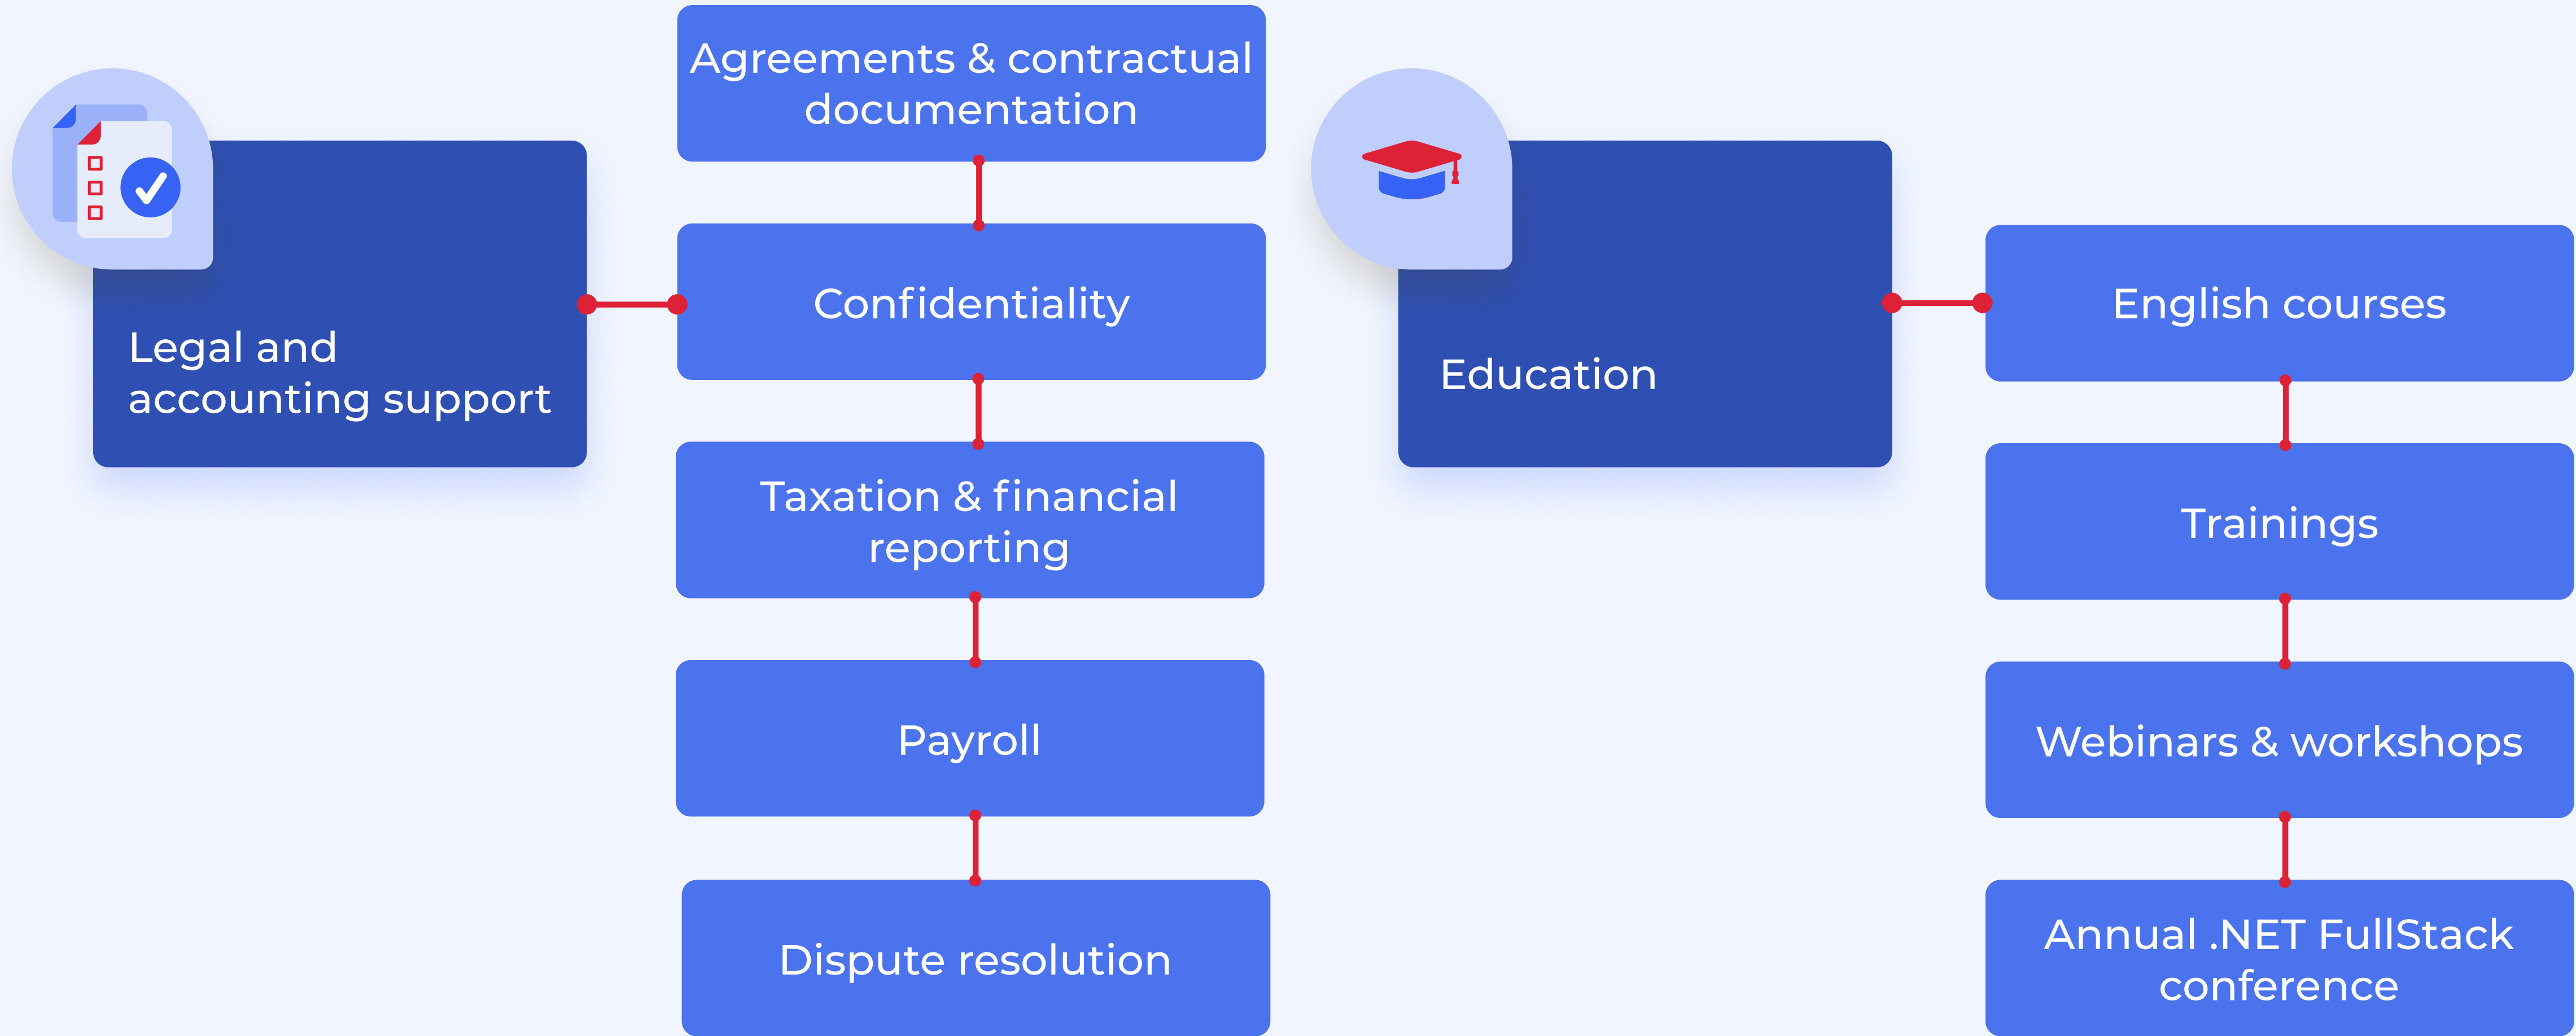 Legal and
accounting support
Agreements & contractual
documentation
Confidentiality
Taxation & financial
reporting
Payroll
Dispute resolution
Education
English courses
Trainings
Webinars & workshops
Annual .NET FullStack
conference